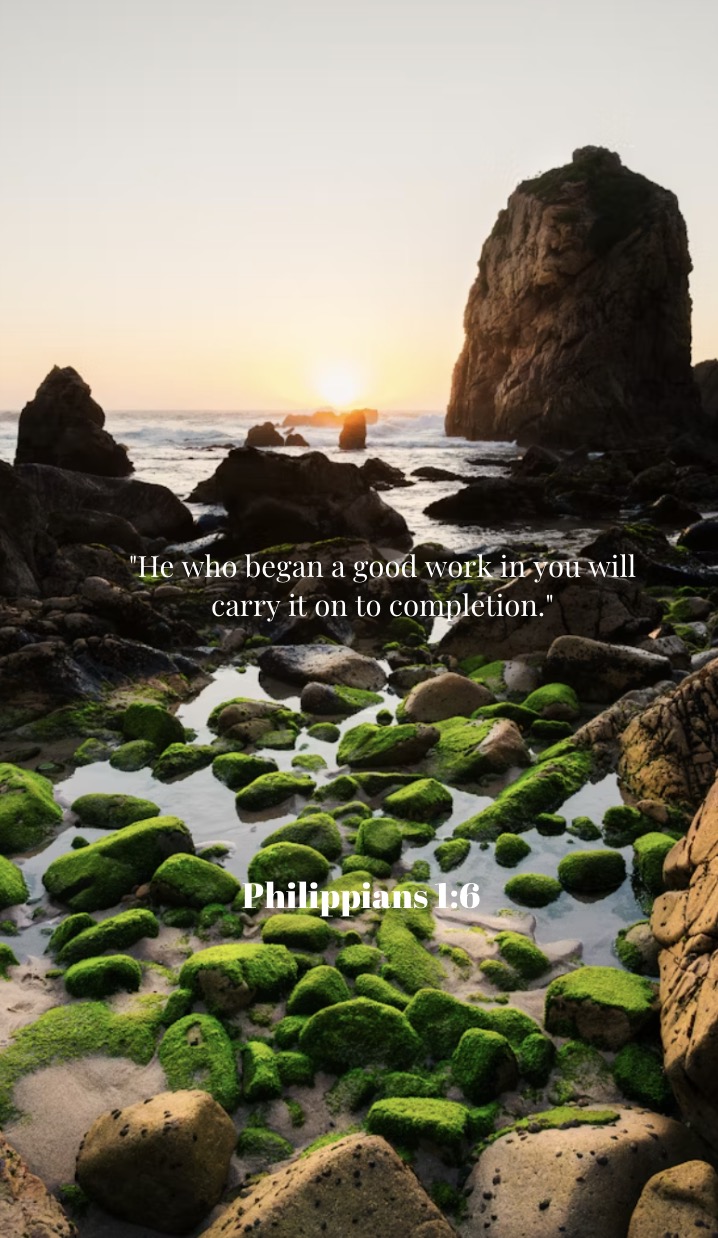 "He who began a good work in you will
carry it on to completion."
Philippians 1:6